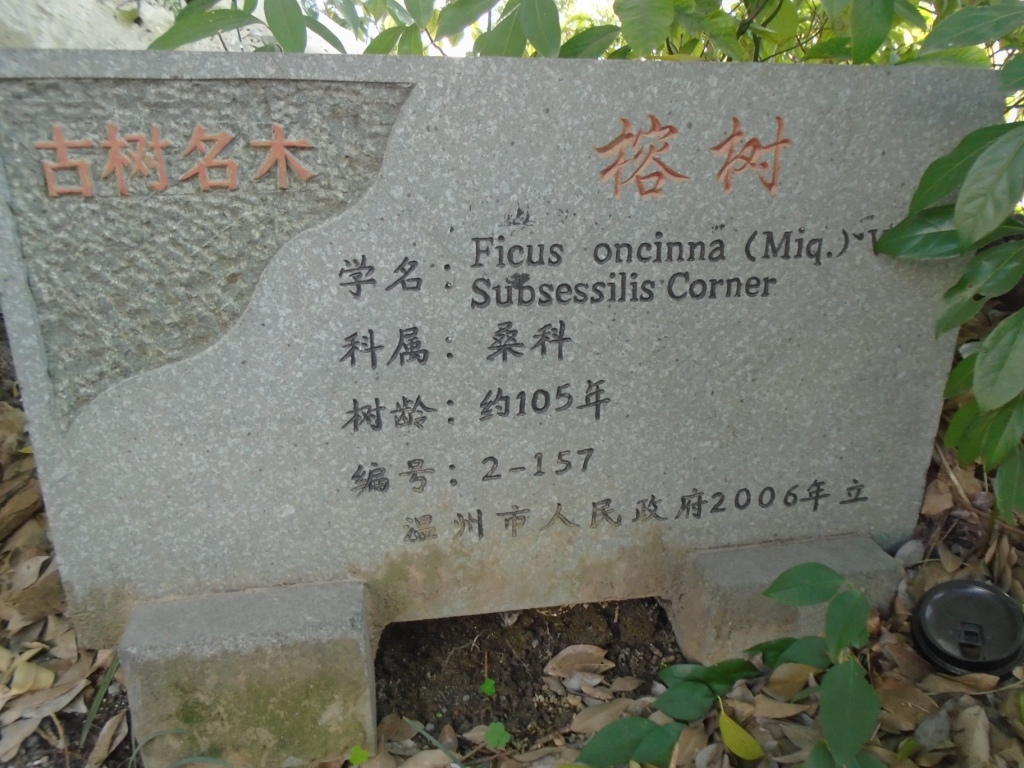 古树名木
榕树
学名：Ficus oncinna (Miq.)
Subsessilis Corner
科属：桑科
树龄：约105年
编号：2-157
温州市人民政府2006年立